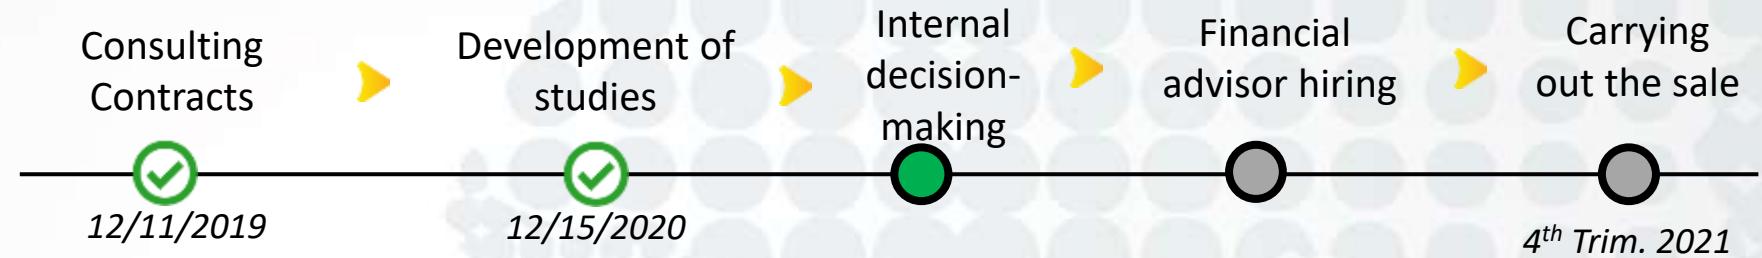 Consulting
Contracts
Development of
studies
Internal
decision-
making
Financial
advisor hiring
Carrying
out the sale
12/11/2019
12/15/2020
4th Trim. 2021